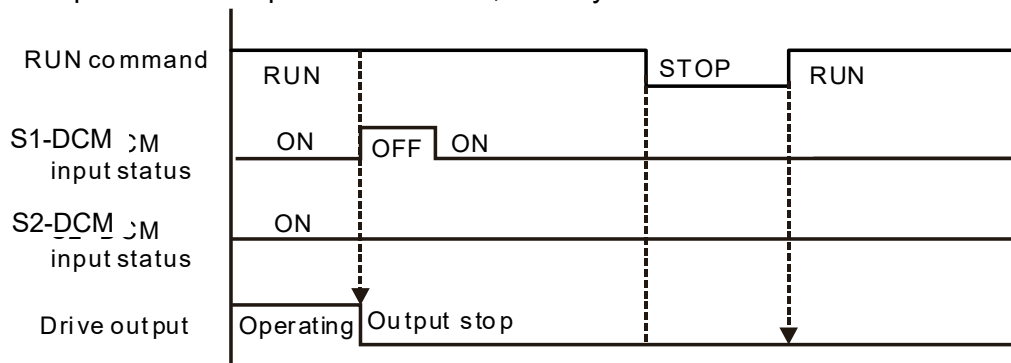 RUN command
RUN
STOP
RUN
S1-DCM
input status
ON
OFF
ON
S2-DCM
input status
ON
Drive output
Operating
Output stop